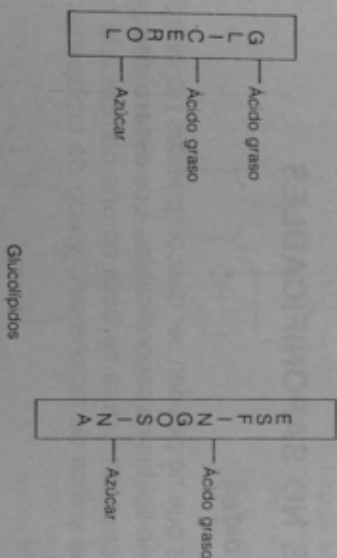 GLICEROL
Ácido graso
Ácido graso
Azúcar
ESFINGOSINA
Ácido graso
Azúcar
Glucolípidos